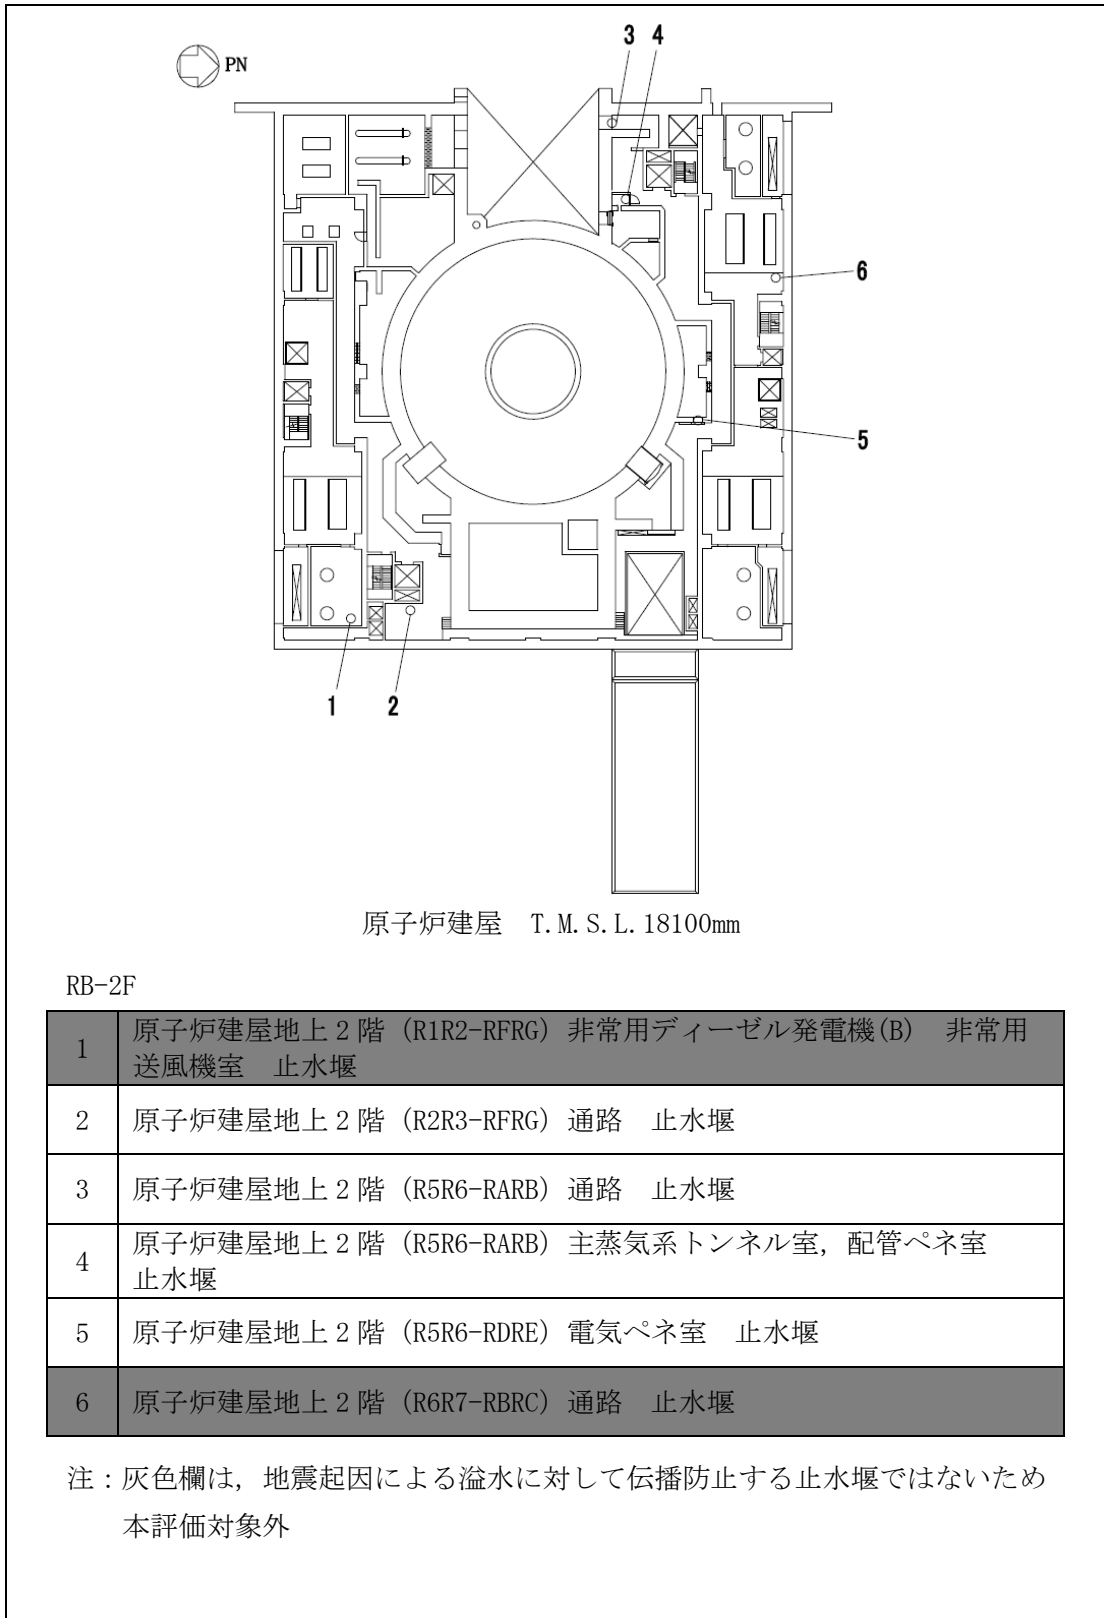 3 4
PN
6
5
1 2
原子炉建屋　T.M.S.L.18100mm
RB-2F
1 原子炉建屋地上2階（R1R2-RFRG）非常用ディーゼル発電機(B)　非常用
送風機室　止水堰
2 原子炉建屋地上2階（R2R3-RFRG）通路　止水堰
3 原子炉建屋地上2階（R5R6-RARB）通路　止水堰
4 原子炉建屋地上2階（R5R6-RARB）主蒸気系トンネル室，配管ペネ室
止水堰
5 原子炉建屋地上2階（R5R6-RDRE）電気ペネ室　止水堰
6 原子炉建屋地上2階（R6R7-RBRC）通路　止水堰
注：灰色欄は，地震起因による溢水に対して伝播防止する止水堰ではないため
本評価対象外